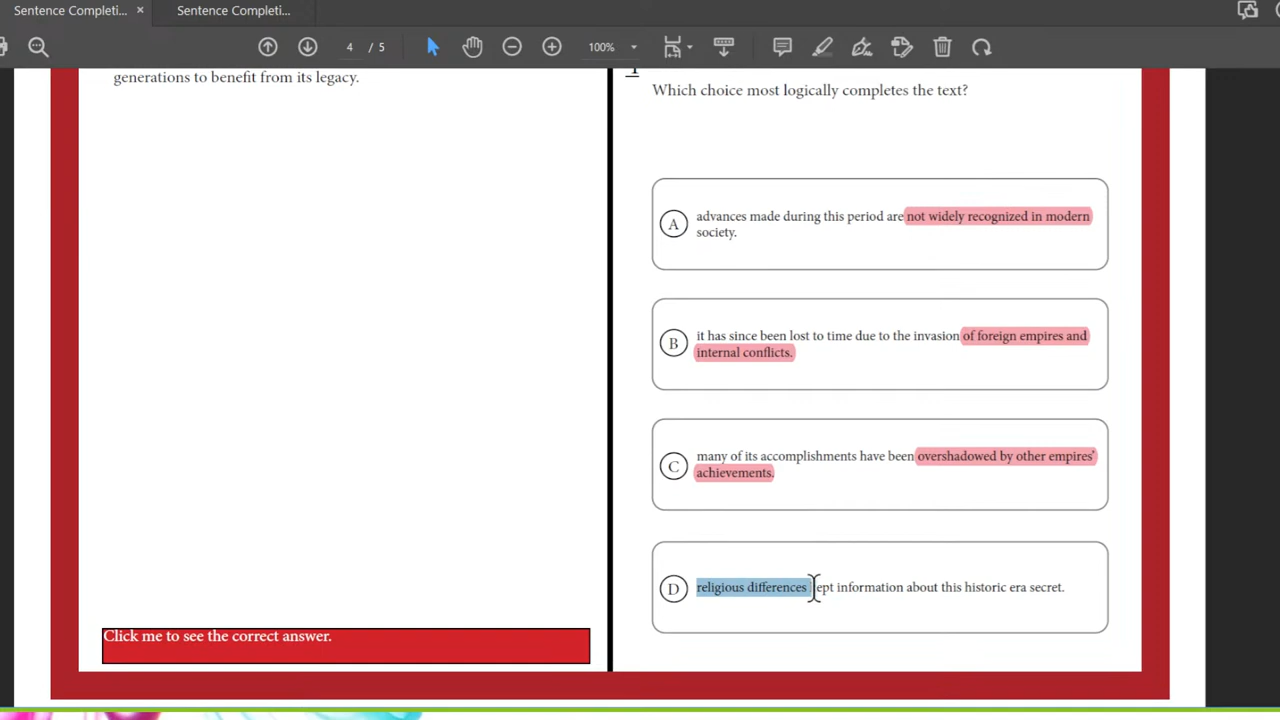 Sentence Completi... ×
Sentence Completi...
4 / 5
100%
generations to benefit from its legacy.
Which choice most logically completes the text?
A
advances made during this period are not widely recognized in modern
society.
B
it has since been lost to time due to the invasion of foreign empires and
internal conflicts.
C
many of its accomplishments have been overshadowed by other empires'
achievements.
D
religious differences kept information about this historic era secret.
Click me to see the correct answer.